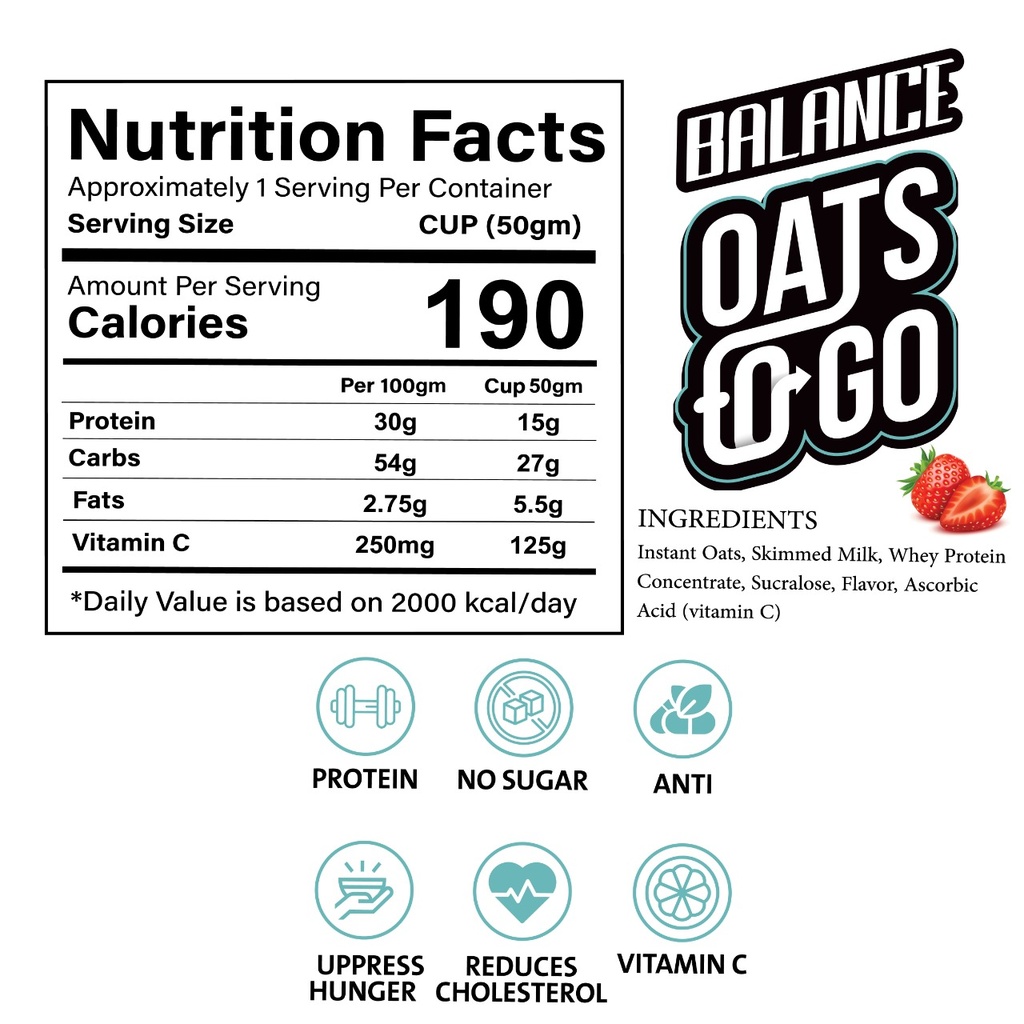 Nutrition Facts
Approximately 1 Serving Per Container
Serving Size CUP (50gm)
Amount Per Serving
Calories 190
Per 100gm Cup 50gm
Protein 30g 15g
Carbs 54g 27g
Fats 2.75g 5.5g
Vitamin C 250mg 125g
*Daily Value is based on 2000 kcal/day
BALANCE
OATS
tO GO
INGREDIENTS
Instant Oats, Skimmed Milk, Whey Protein
Concentrate, Sucralose, Flavor, Ascorbic
Acid (vitamin C)
PROTEIN
NO SUGAR
ANTI
UPPRESS
HUNGER
REDUCES
CHOLESTEROL
VITAMIN C